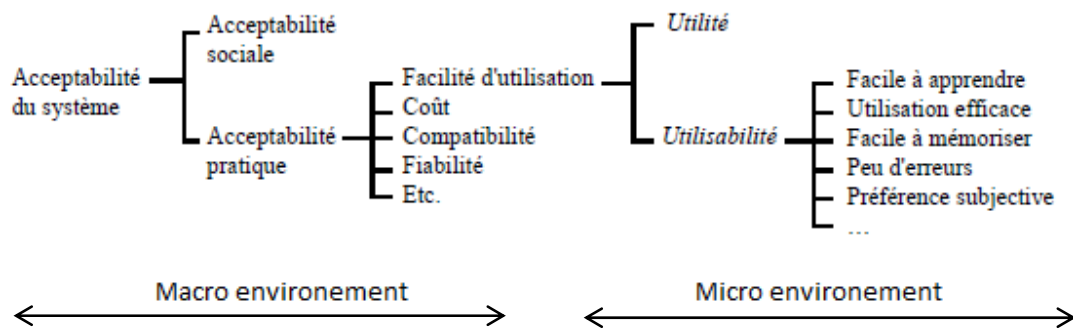 Acceptabilité
du système
Acceptabilité
sociale
Acceptabilité
pratique
Facilité d'utilisation
Coût
Compatibilité
Fiabilité
Etc.
Utilité
Utilisabilité
Facile à apprendre
Utilisation efficace
Facile à mémoriser
Peu d'erreurs
Préférence subjective
...
Macro environement
Micro environement